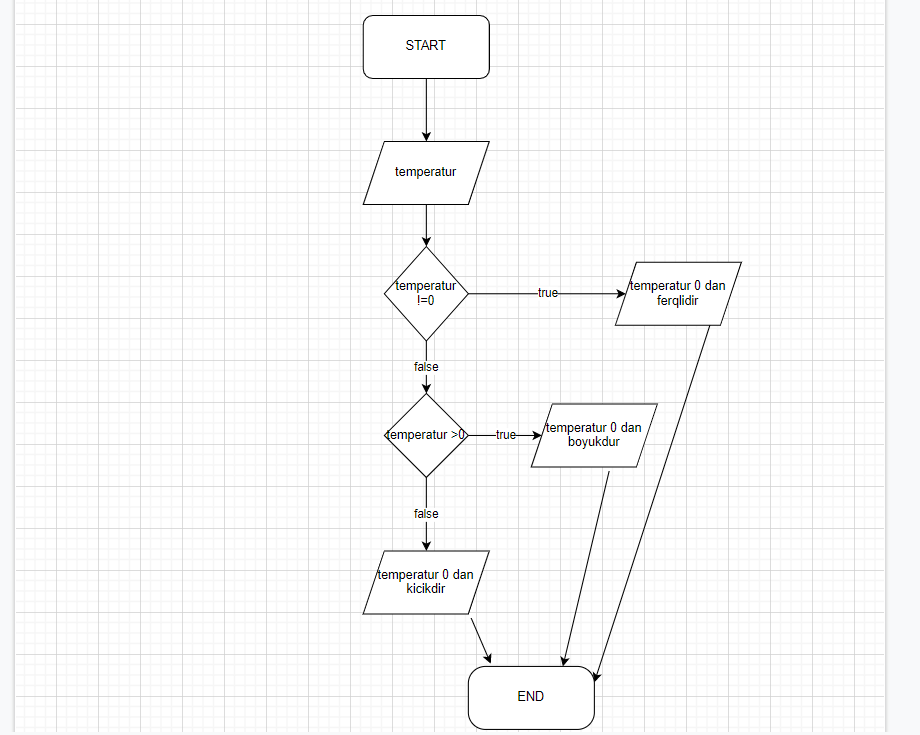 START
temperatur
temperatur
!=0
true
temperatur 0 dan
ferqlidir
false
temperatur >0
true
temperatur 0 dan
boyukdur
false
temperatur 0 dan
kicikdir
END